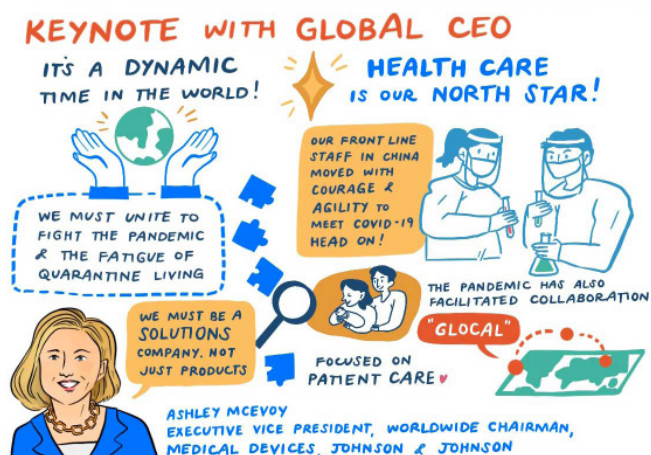 KEYNOTE WITH GLOBAL CEO
IT'S A DYNAMIC
TIME IN THE WORLD!
HEALTH CARE
IS OUR NORTH STAR!
OUR FRONT LINE
STAFF IN CHINA
MOVED WITH
COURAGE &
AGILITY TO
MEET COVID-19
HEAD ON!
WE MUST UNITE TO
FIGHT THE PANDEMIC
& THE FATIGUE OF
QUARANTINE LIVING
THE PANDEMIC HAS ALSO
FACILITATED COLLABORATION
"GLOCAL"
WE MUST BE A
SOLUTIONS
COMPANY. NOT
JUST PRODUCTS
FOCUSED ON
PATIENT CARE
ASHLEY MCEVOY
EXECUTIVE VICE PRESIDENT, WORLDWIDE CHAIRMAN,
MEDICAL DEVICES, JOHNSON & JOHNSON